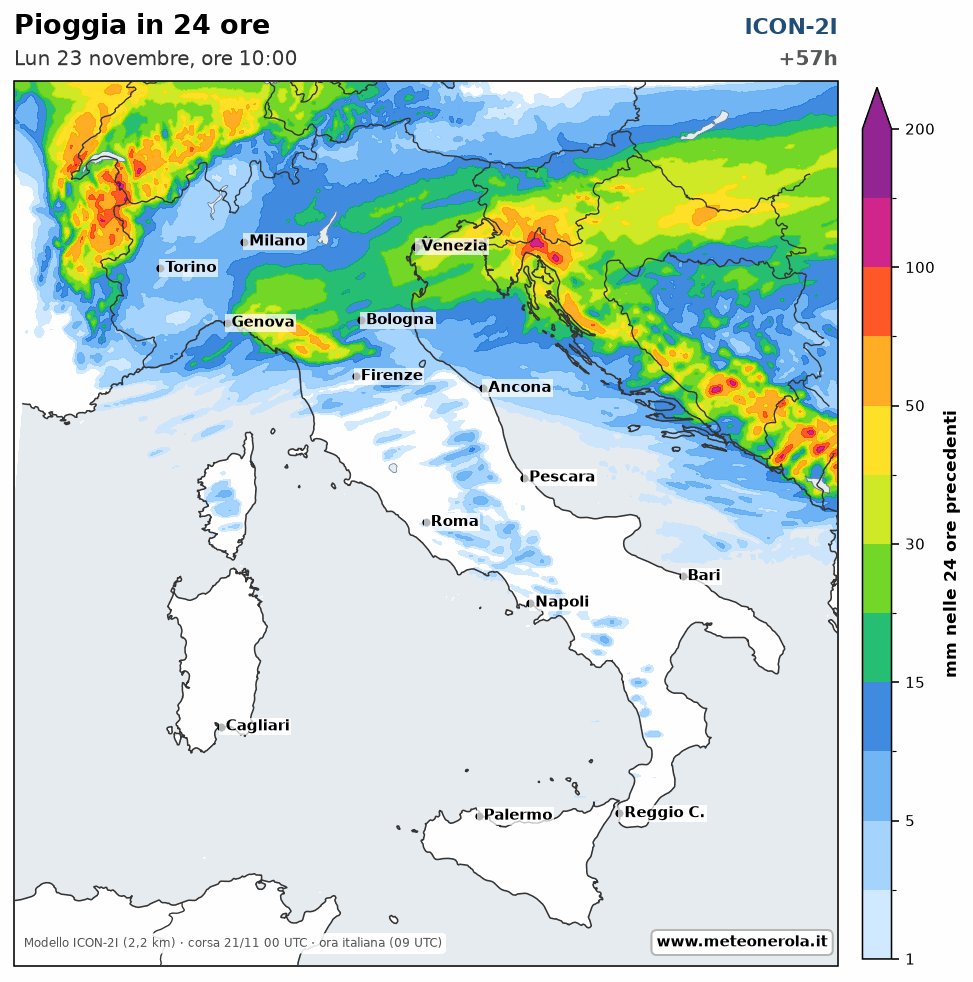 Pioggia in 24 ore
ICON-2I
Lun 23 novembre, ore 10:00
+57h
200
100
50
30
15
5
1
mm nelle 24 ore precedenti
Milano
Venezia
Torino
Genova
Bologna
Firenze
Ancona
Pescara
Roma
Bari
Napoli
Cagliari
Palermo
Reggio C.
Modello ICON-2I (2,2 km) · corsa 21/11 00 UTC · ora italiana (09 UTC)
www.meteonerola.it